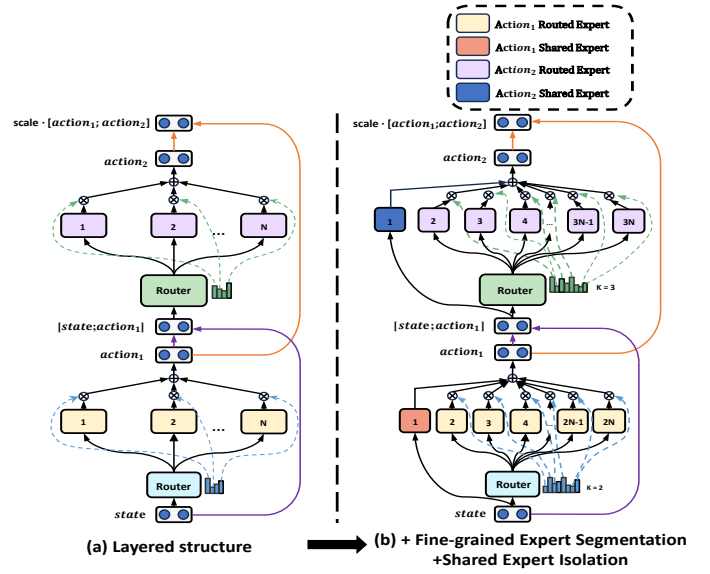 Action₁ Routed Expert
Action₁ Shared Expert
Action₂ Routed Expert
Action₂ Shared Expert
scale · [action₁; action₂]
action₂
1
2
...
N
Router
[state;action₁]
action₁
1
2
...
N
Router
state
(a) Layered structure
scale · [action₁;action₂]
action₂
1
2
3
4
...
3N-1
3N
Router
K = 3
[state;action₁]
action₁
1
2
3
4
...
2N-1
2N
Router
K = 2
state
(b) + Fine-grained Expert Segmentation
+Shared Expert Isolation